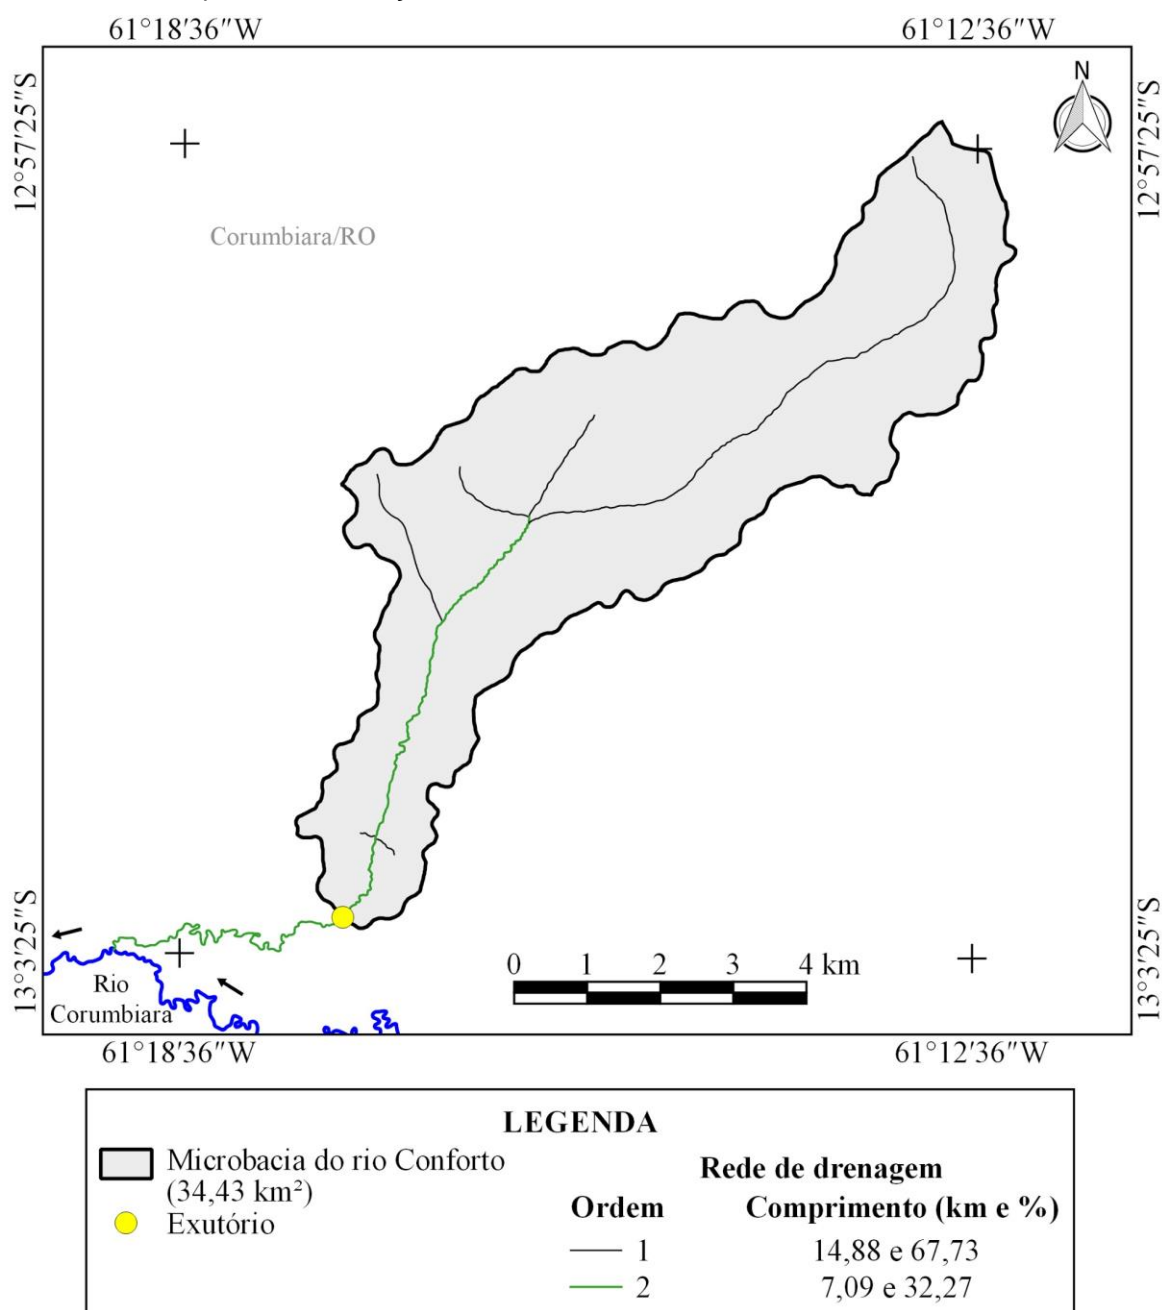 61°18′36″W
61°12′36″W
12°57′25″S
12°57′25″S
N
Corumbiara/RO
13°3′25″S
13°3′25″S
0 1 2 3 4 km
Rio
Corumbiara
61°18′36″W
61°12′36″W
LEGENDA
Microbacia do rio Conforto
(34,43 km²)
Exutório
Rede de drenagem
Ordem Comprimento (km e %)
1 14,88 e 67,73
2 7,09 e 32,27